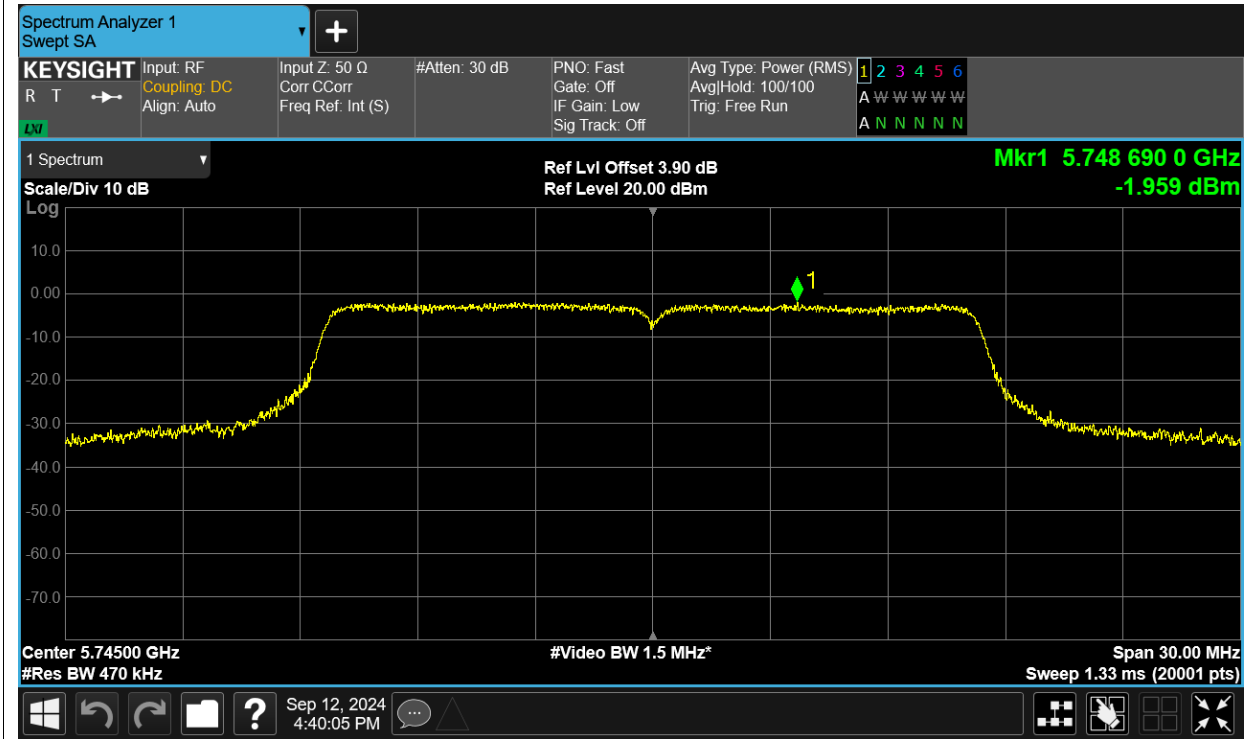 Spectrum Analyzer 1
Swept SA
KEYSIGHT
R T
LXI
Input: RF
Coupling: DC
Align: Auto
Input Z: 50 Ω
Corr CCorr
Freq Ref: Int (S)
#Atten: 30 dB
PNO: Fast
Gate: Off
IF Gain: Low
Sig Track: Off
Avg Type: Power (RMS)
Avg|Hold: 100/100
Trig: Free Run
1 2 3 4 5 6
A W W W W W
A N N N N N
1 Spectrum
Scale/Div 10 dB
Log
Ref Lvl Offset 3.90 dB
Ref Level 20.00 dBm
Mkr1 5.748 690 0 GHz
-1.959 dBm
10.0
0.00
-10.0
-20.0
-30.0
-40.0
-50.0
-60.0
-70.0
1
Center 5.74500 GHz
#Res BW 470 kHz
#Video BW 1.5 MHz*
Span 30.00 MHz
Sweep 1.33 ms (20001 pts)
?
Sep 12, 2024
4:40:05 PM